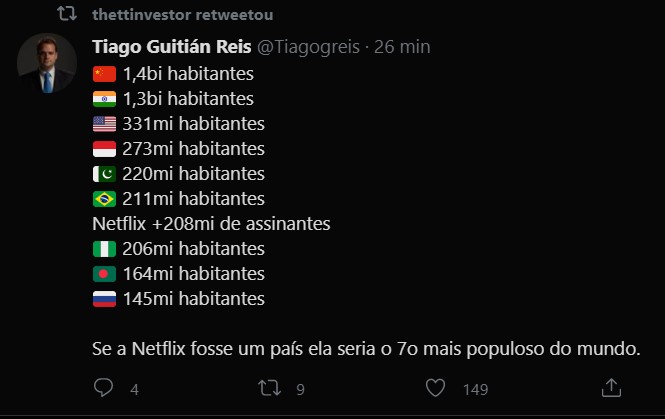 thettinvestor retweetou
Tiago Guitián Reis @Tiagogreis · 26 min
🇨🇳 1,4bi habitantes
🇮🇳 1,3bi habitantes
🇺🇸 331mi habitantes
🇮🇩 273mi habitantes
🇵🇰 220mi habitantes
🇧🇷 211mi habitantes
Netflix +208mi de assinantes
🇳🇬 206mi habitantes
🇧🇩 164mi habitantes
🇷🇺 145mi habitantes
Se a Netflix fosse um país ela seria o 7o mais populoso do mundo.
4 9 149